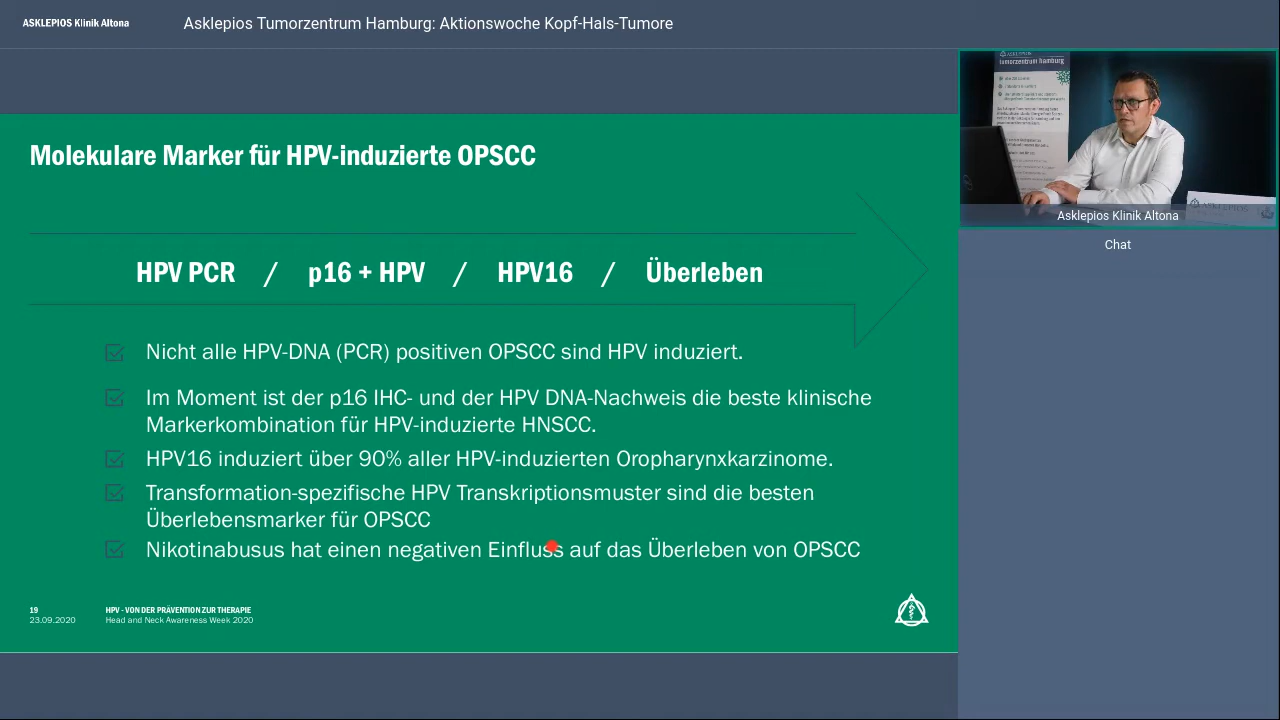 ASKLEPIOS Klinik Altona
Asklepios Tumorzentrum Hamburg: Aktionswoche Kopf-Hals-Tumore
Molekulare Marker für HPV-induzierte OPSCC
HPV PCR / p16 + HPV / HPV16 / Überleben
Nicht alle HPV-DNA (PCR) positiven OPSCC sind HPV induziert.
Im Moment ist der p16 IHC- und der HPV DNA-Nachweis die beste klinische
Markerkombination für HPV-induzierte HNSCC.
HPV16 induziert über 90% aller HPV-induzierten Oropharynxkarzinome.
Transformation-spezifische HPV Transkriptionsmuster sind die besten
Überlebensmarker für OPSCC
Nikotinabusus hat einen negativen Einfluss auf das Überleben von OPSCC
19
23.09.2020
HPV - VON DER PRÄVENTION ZUR THERAPIE
Head and Neck Awareness Week 2020
ASKLEPIOS
tumorzentrum hamburg
ASKLEPIOS
Asklepios Klinik Altona
Chat